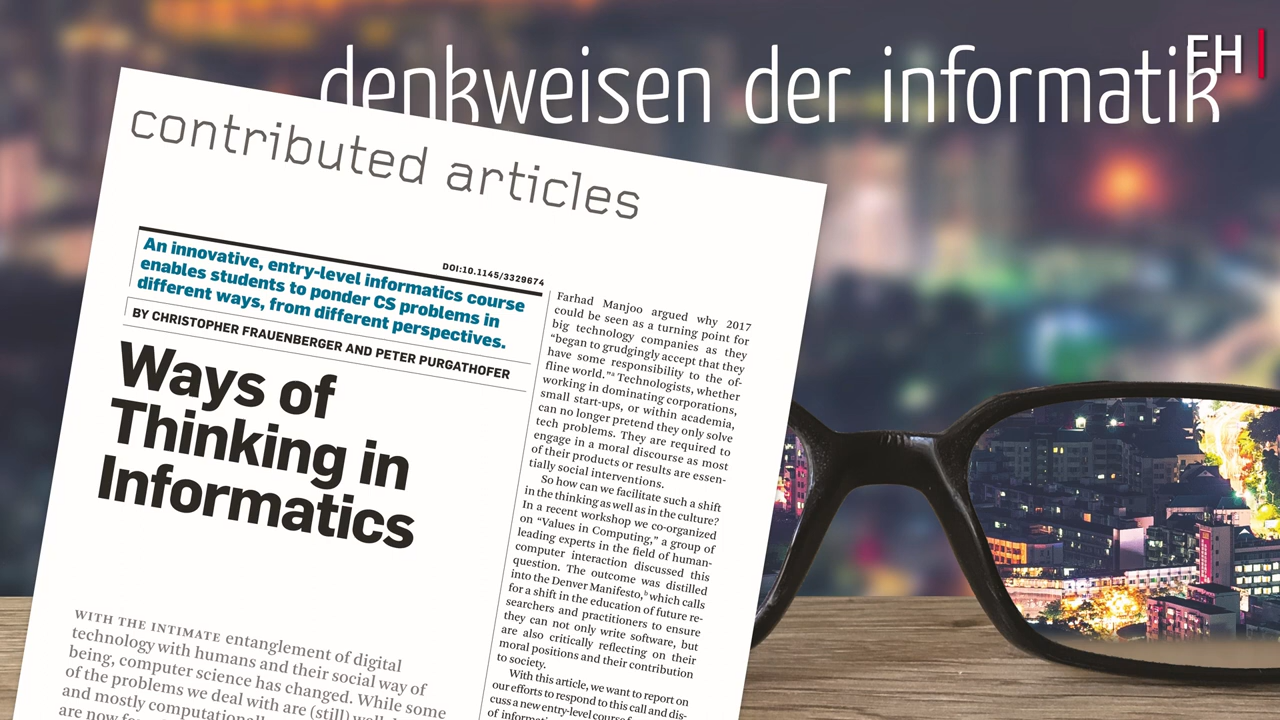 denkweisen der informatik
FH
contributed articles
DOI:10.1145/3329674
An innovative, entry-level informatics course
enables students to ponder CS problems in
different ways, from different perspectives.
BY CHRISTOPHER FRAUENBERGER AND PETER PURGATHOFER
Ways of
Thinking in
Informatics
WITH THE INTIMATE entanglement of digital
technology with humans and their social way of
being, computer science has changed. While some
of the problems we deal with are (still) well
and mostly computational
are now
Farhad Manjoo argued why 2017
could be seen as a turning point for
big technology companies as they
“began to grudgingly accept that they
have some responsibility to the of-
fline world.”ᵃ Technologists, whether
working in dominating corporations,
small start-ups, or within academia,
can no longer pretend they only solve
tech problems. They are required to
engage in a moral discourse as most
of their products or results are essen-
tially social interventions.
So how can we facilitate such a shift
in the thinking as well as in the culture?
In a recent workshop we co-organized
on “Values in Computing,” a group of
leading experts in the field of human-
computer interaction discussed this
question. The outcome was distilled
into the Denver Manifesto,ᵇ which calls
for a shift in the education of future re-
searchers and practitioners to ensure
they can not only write software, but
are also critically reflecting on their
moral positions and their contribution
to society.
With this article, we want to report on
our efforts to respond to this call and dis-
cuss a new entry-level course
of